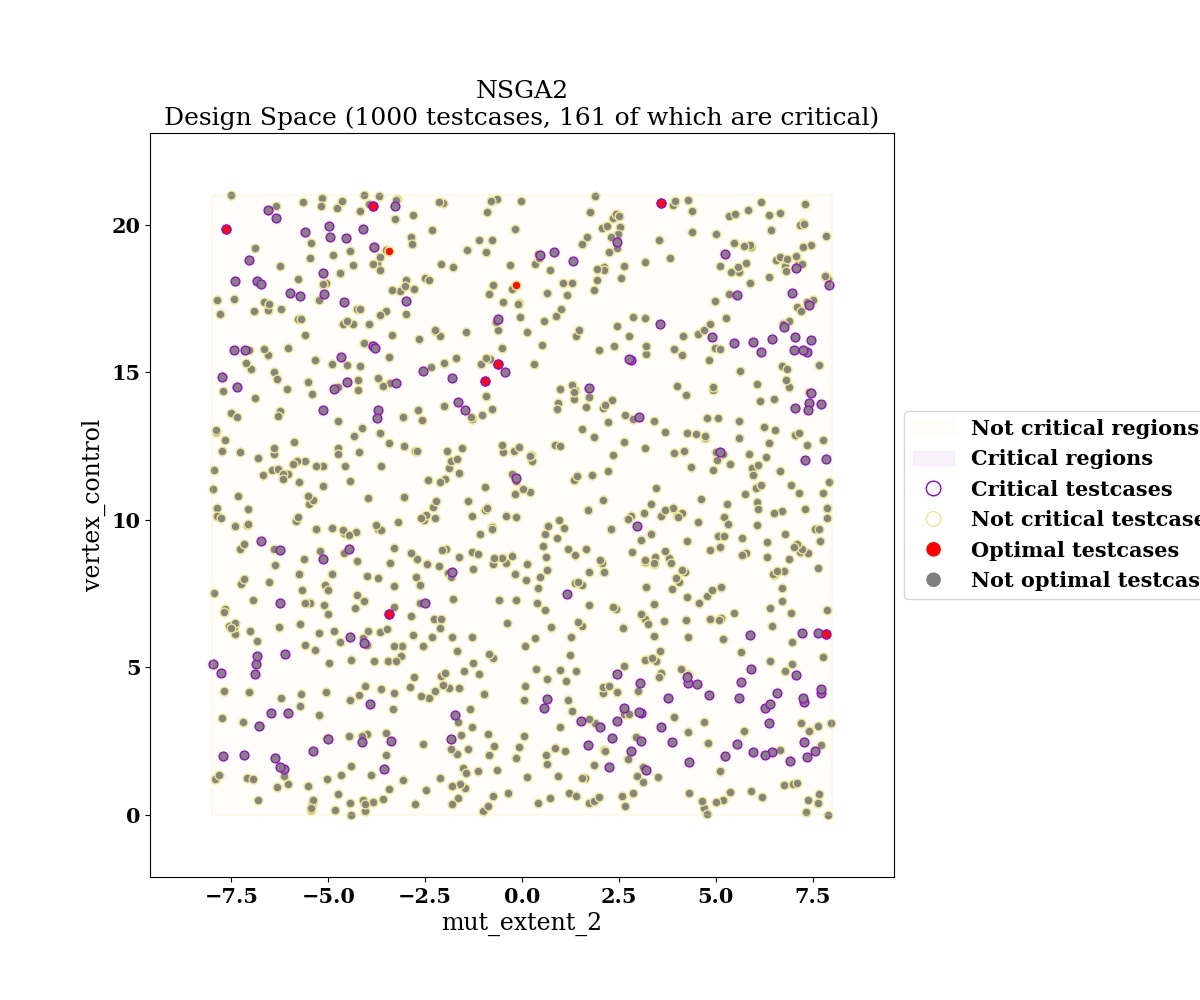 NSGA2
Design Space (1000 testcases, 161 of which are critical)
vertex_control
20
15
10
5
0
−7.5 −5.0 −2.5 0.0 2.5 5.0 7.5
mut_extent_2
Not critical regions
Critical regions
Critical testcases
Not critical testcase
Optimal testcases
Not optimal testcas